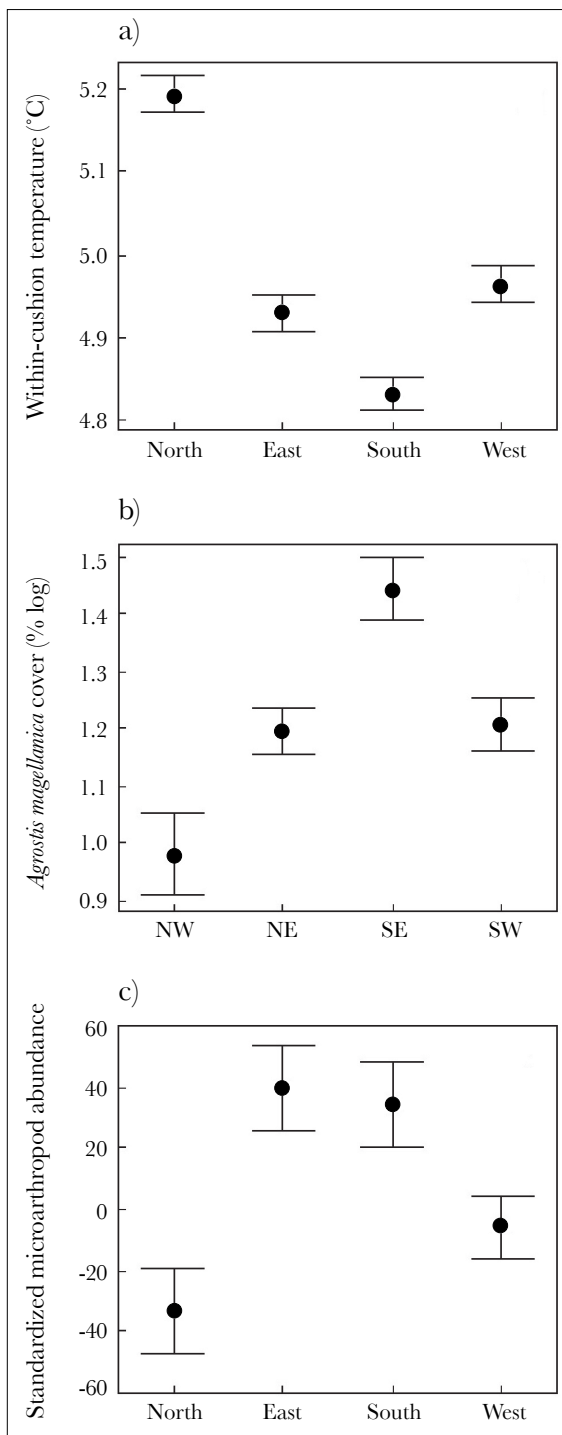 a)
Within-cushion temperature (°C)
5.2
5.1
5.0
4.9
4.8
North East South West
b)
Agrostis magellanica cover (% log)
1.5
1.4
1.3
1.2
1.1
1.0
0.9
NW NE SE SW
c)
Standardized microarthropod abundance
60
40
20
0
-20
-40
-60
North East South West